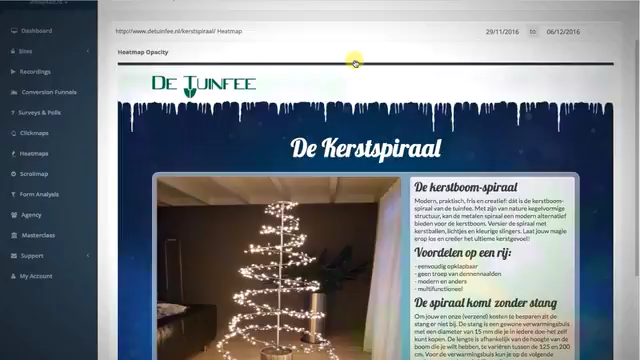 Dashboard
http://www.detuinfee.nl/kerstspiraal/ Heatmap
29/11/2016
to
06/12/2016
Sites
Heatmap Opacity
Recordings
Conversion Funnels
Surveys & Polls
Clickmaps
Heatmaps
Scrollmap
Form Analysis
Agency
Masterclass
Support
My Account
De Tuinfee
De Kerstspiraal
De kerstboom-spiraal
Modern, praktisch, fris en creatief: dát is de kerstboom-
spiraal van de tuinfee. Met zijn van nature kegelvormige
structuur, kan de metalen spiraal een modern alternatief
bieden voor de kerstboom. Versier de spiraal met
kerstballen, lichtjes en kleurige slingers. Laat jouw magie
erop los en creëer het ultieme kerstgevoel!
Voordelen op een rij:
- eenvoudig opklapbaar
- geen troep van dennennaalden
- modern en anders
- multifunctioneel
De spiraal komt zonder stang
Om jouw en onze (verzend) kosten te besparen zit de
stang er niet bij. De stang is een gewone verwarmingsbuis
met een diameter van 15 mm die je in iedere doe-het zelf
kunt kopen. De lengte is afhankelijk van de hoogte van de
boom die je wilt hebben, te variëren tussen de 125 en 200
cm. Voor de verwarmingsbuis kun je op de volgende